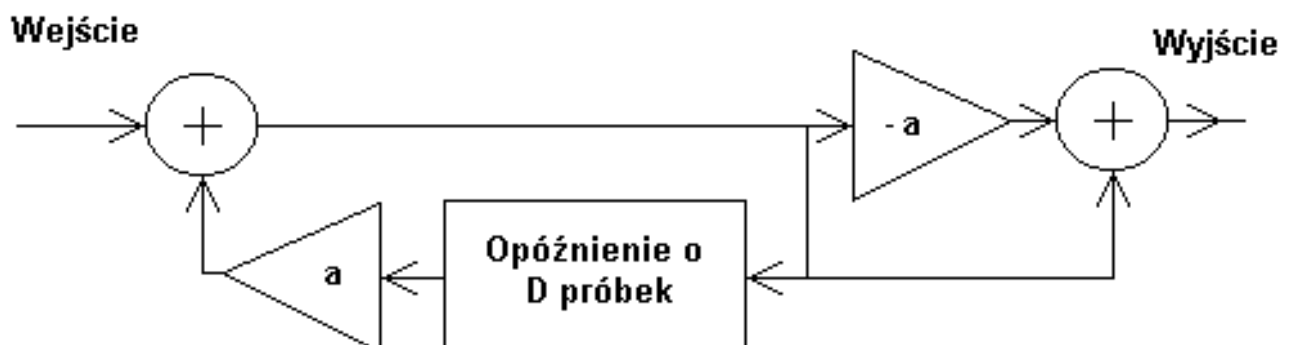 Wejście
Wyjście
+
- a
+
a
Opóźnienie o
D próbek